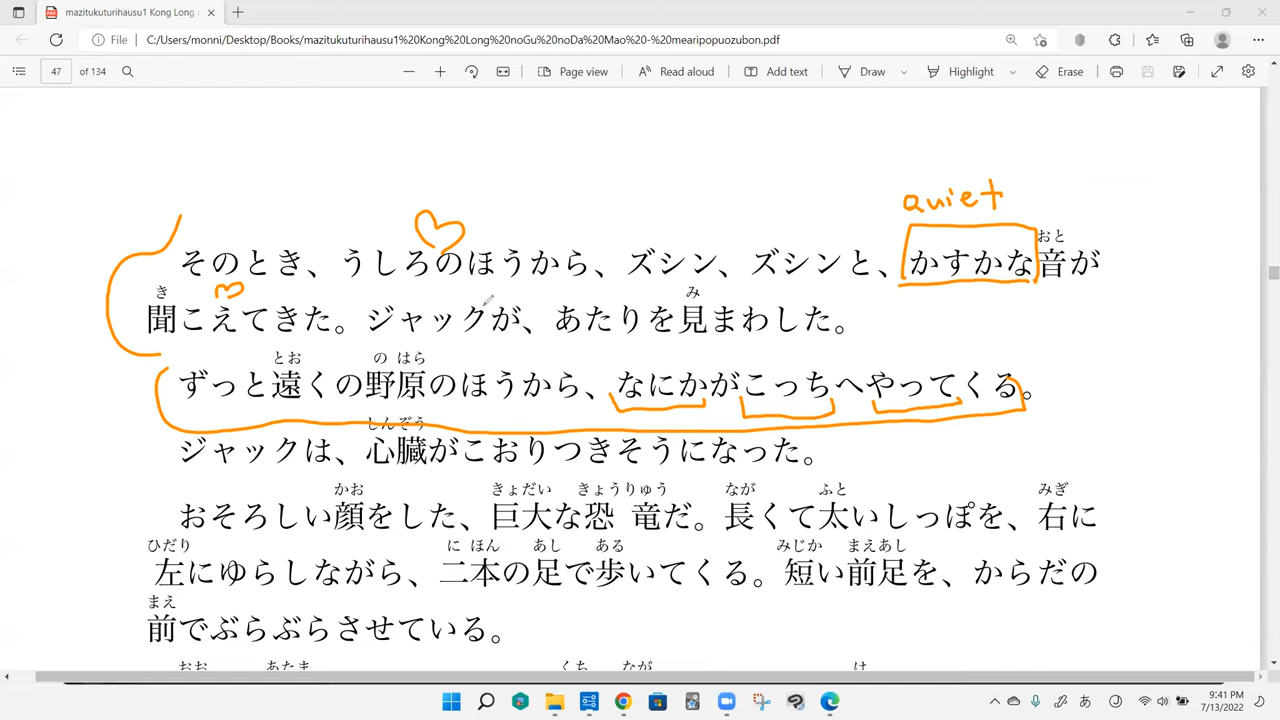 mazitukuturihausu1 Kong Long
File C:/Users/monni/Desktop/Books/mazitukuturihausu1%20Kong%20Long%20noGu%20noDa%20Mao%20-%20mearipopuozubon.pdf
47 of 134 Page view Read aloud Add text Draw Highlight Erase
quiet
おと
そのとき、うしろのほうから、ズシン、ズシンと、かすかな音が
き み
聞こえてきた。ジャックが、あたりを見まわした。
とお の はら
ずっと遠くの野原のほうから、なにかがこっちへやってくる。
しんぞう
ジャックは、心臓がこおりつきそうになった。
かお きょだい きょうりゅう なが ふと みぎ
おそろしい顔をした、巨大な恐竜だ。長くて太いしっぽを、右に
ひだり に ほん あし ある みじか まえあし
左にゆらしながら、二本の足で歩いてくる。短い前足を、からだの
まえ
前でぶらぶらさせている。
おお あたま くち なが は
9:41 PM
7/13/2022